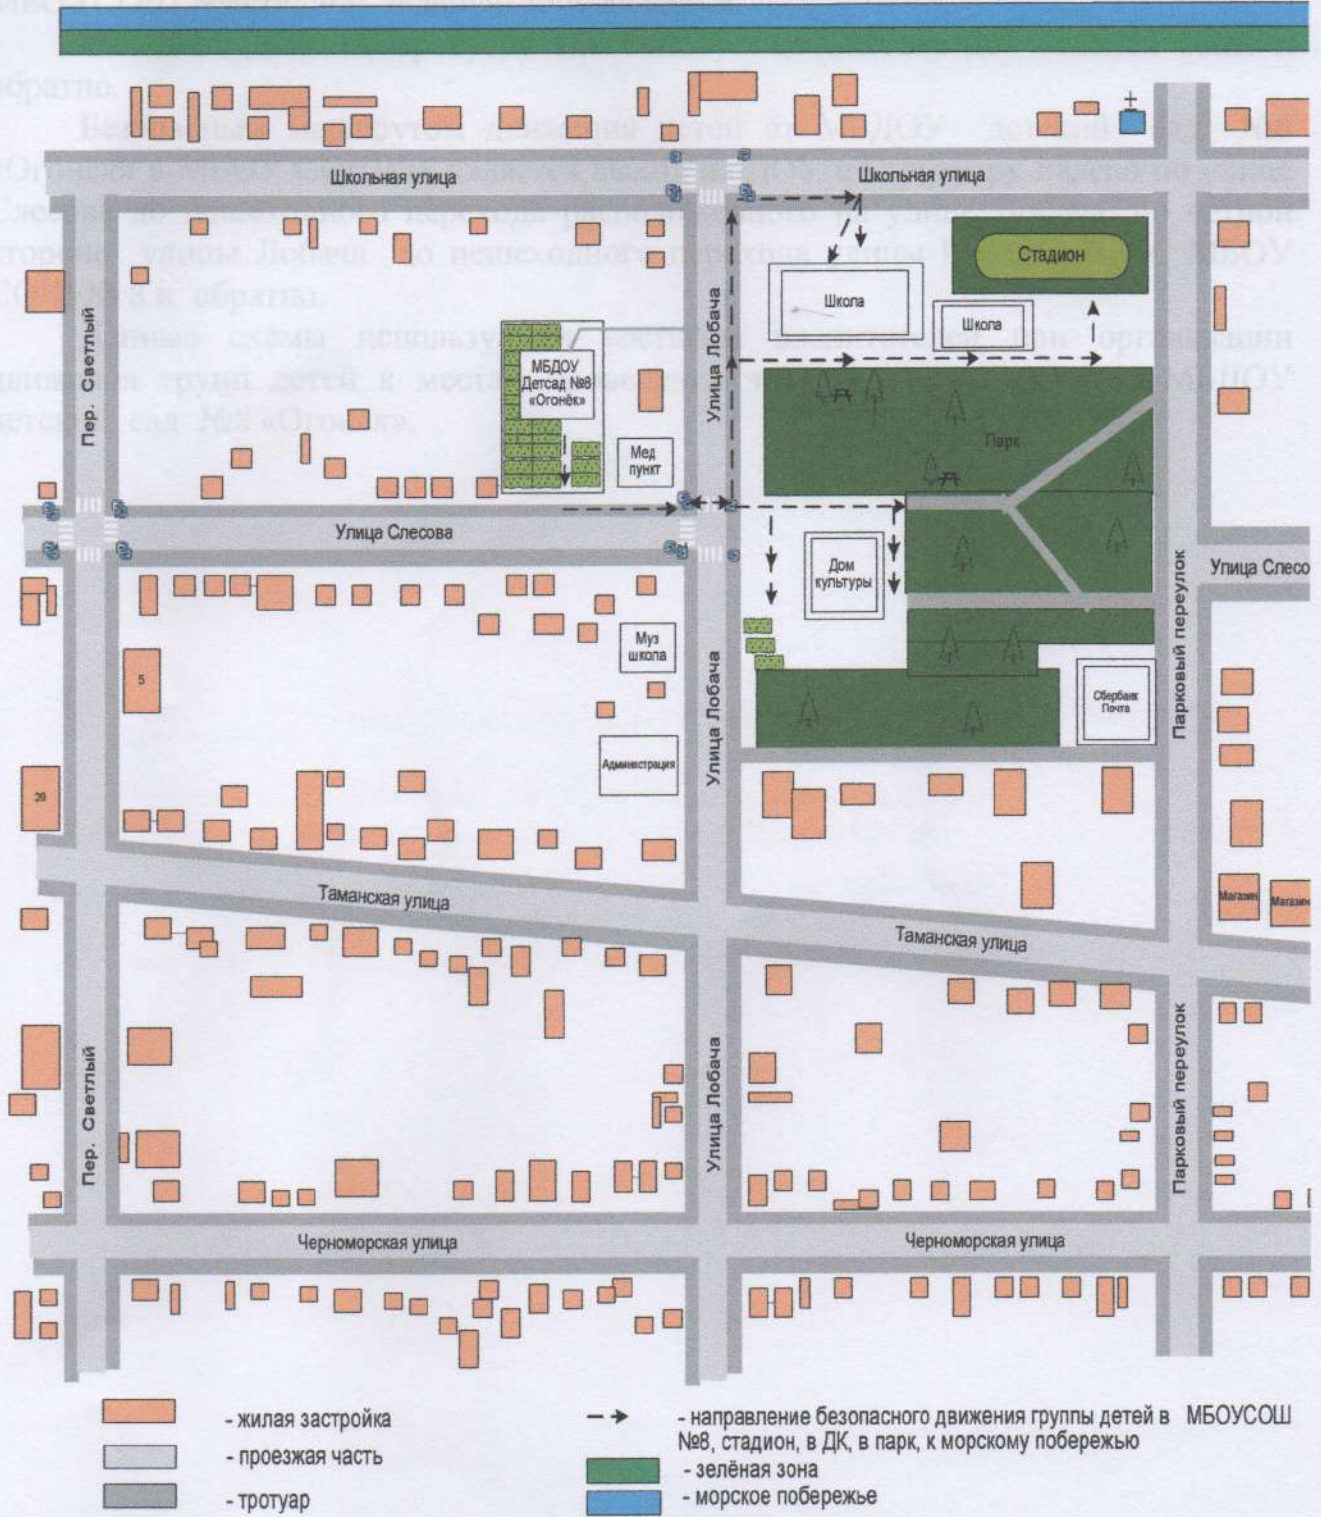 Школьная улица
Школьная улица
Стадион
Школа
Школа
Пер. Светлый
Улица Лобача
МБДОУ
Детсад №8
«Огонёк»
Мед
пункт
Парк
Улица Слесова
Дом
культуры
Улица Слесо
Муз
школа
5
Улица Лобача
Парковый переулок
Сбербанк
Почта
Администрация
28
Таманская улица
Магазин
Магазин
Таманская улица
Пер. Светлый
Улица Лобача
Парковый переулок
Черноморская улица
Черноморская улица
- жилая застройка
- проезжая часть
- тротуар
- направление безопасного движения группы детей в МБОУСОШ
№8, стадион, в ДК, в парк, к морскому побережью
- зелёная зона
- морское побережье